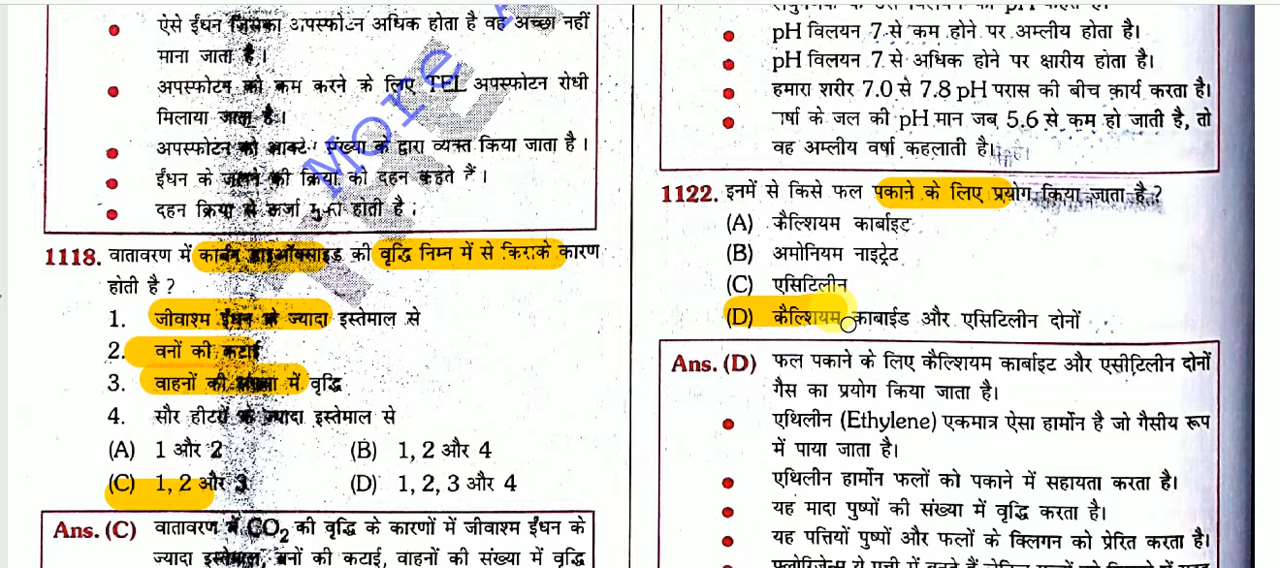 ऐसे ईंधन जिसका अपस्फोटन अधिक होता है वह अच्छा नहीं
माना जाता है।
अपस्फोटन को कम करने के लिए TEL अपस्फोटन रोधी
मिलाया जाता है।
अपस्फोटन को संख्या के द्वारा व्यक्त किया जाता है।
ईंधन के जलने की क्रिया को दहन कहते हैं।
दहन क्रिया से ऊर्जा होती है
More
1118. वातावरण में कार्बन डाइऑक्साइड की वृद्धि निम्न में से किसके कारण
होती है ?
1. जीवाश्म ईंधन के ज्यादा इस्तेमाल से
2. वनों की कटाई
3. वाहनों की संख्या में वृद्धि
4. सौर हीटरों के ज्यादा इस्तेमाल से
(A) 1 और 2 (B) 1, 2 और 4
(C) 1, 2 और 3 (D) 1, 2, 3 और 4
Ans. (C) वातावरण में CO₂ की वृद्धि के कारणों में जीवाश्म ईंधन के
ज्यादा इस्तेमाल, वनों की कटाई, वाहनों की संख्या में वृद्धि
pH विलयन 7 से कम होने पर अम्लीय होता है।
pH विलयन 7 से अधिक होने पर क्षारीय होता है।
हमारा शरीर 7.0 से 7.8 pH परास की बीच कार्य करता है।
वर्षा के जल की pH मान जब 5.6 से कम हो जाती है, तो
वह अम्लीय वर्षा कहलाती है।
1122. इनमें से किसे फल पकाने के लिए प्रयोग किया जाता है ?
(A) कैल्शियम कार्बाइट
(B) अमोनियम नाइट्रेट
(C) एसिटिलीन
(D) कैल्शियम काबाईड और एसिटिलीन दोनों
Ans. (D) फल पकाने के लिए कैल्शियम कार्बाइट और एसीटिलीन दोनों
गैस का प्रयोग किया जाता है।
एथिलीन (Ethylene) एकमात्र ऐसा हार्मोन है जो गैसीय रूप
में पाया जाता है।
एथिलीन हार्मोन फलों को पकाने में सहायता करता है।
यह मादा पुष्पों की संख्या में वृद्धि करता है।
यह पत्तियों पुष्पों और फलों के क्लिगन को प्रेरित करता है।